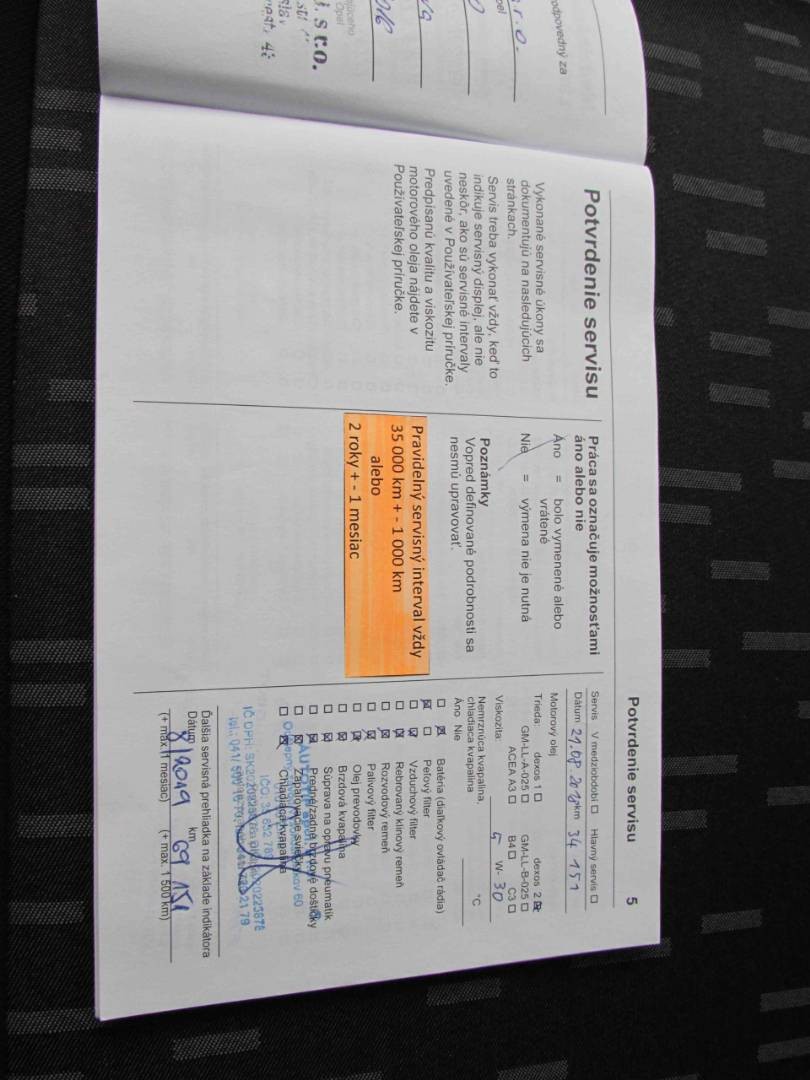 odpovedný za
r.o.
s r.o.
Potvrdenie servisu
Vykonané servisné úkony sa
dokumentujú na nasledujúcich
stránkach.
Servis treba vykonať vždy, keď to
indikuje servisný displej, ale nie
neskôr, ako sú servisné intervaly
uvedené v Používateľskej príručke.
Predpísanú kvalitu a viskozitu
motorového oleja nájdete v
Používateľskej príručke.
Práca sa označuje možnosťami
áno alebo nie
Áno = bolo vymenené alebo
vrátené
Nie = výmena nie je nutná
Poznámky
Vopred definované podrobnosti sa
nesmú upravovať.
Pravidelný servisný interval vždy
35 000 km + - 1 000 km
alebo
2 roky + - 1 mesiac
Potvrdenie servisu 5
Servis V medziobdobí ☐ Hlavný servis ☐
Dátum 21.08.2018 km 34 151
Motorový olej
Trieda: dexos 1 ☐ dexos 2 ☒
GM-LL-A-025 ☐ GM-LL-B-025 ☐
ACEA A3 ☐ B4 ☐ C3 ☐
Viskozita: 5 W- 30
Nemrznúca kvapalina,
chladiaca kvapalina °C
Áno Nie
☐ ☒ Batéria (diaľkový ovládač rádia)
☒ ☐ Peľový filter
☐ ☒ Vzduchový filter
☐ ☒ Rebrovaný klinový remeň
☐ ☒ Rozvodový remeň
☐ ☒ Palivový filter
☐ ☒ Olej prevodovky
☐ ☒ Brzdová kvapalina
☐ ☒ Súprava na opravu pneumatík
☐ ☒ Predné/zadné brzdové doštičky
☐ ☒ Zapaľovacie sviečky
☐ ☒ Chladiaca kvapalina
Ďalšia servisná prehliadka na základe indikátora
Dátum 8/2019 km 69 151
(+ max. 1 mesiac) (+ max. 1 500 km)